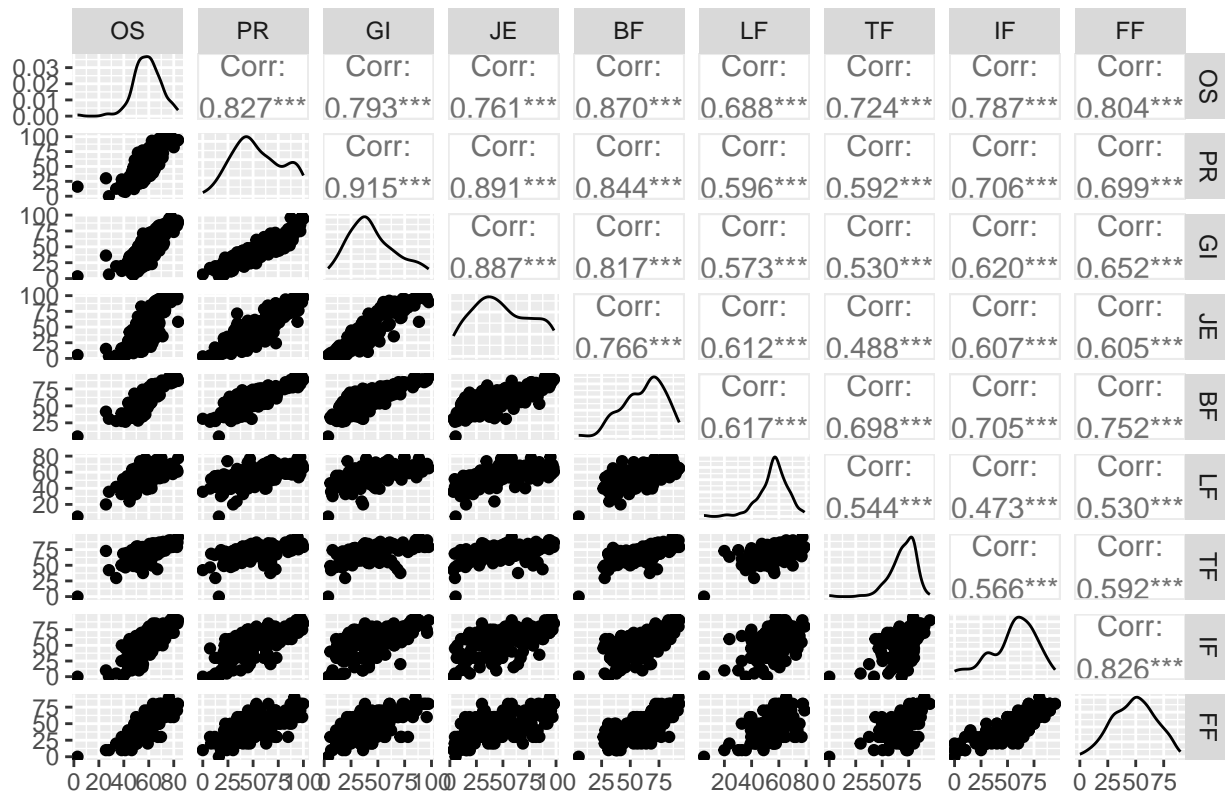 OS PR GI JE BF LF TF IF FF
0.03
0.02
0.01
0.00
Corr: Corr: Corr: Corr: Corr: Corr: Corr: Corr:
0.827*** 0.793*** 0.761*** 0.870*** 0.688*** 0.724*** 0.787*** 0.804***
OS
100
75
50
25
0
Corr: Corr: Corr: Corr: Corr: Corr: Corr:
0.915*** 0.891*** 0.844*** 0.596*** 0.592*** 0.706*** 0.699***
PR
100
75
50
25
0
Corr: Corr: Corr: Corr: Corr: Corr:
0.887*** 0.817*** 0.573*** 0.530*** 0.620*** 0.652***
GI
100
75
50
25
0
Corr: Corr: Corr: Corr: Corr:
0.766*** 0.612*** 0.488*** 0.607*** 0.605***
JE
75
50
25
Corr: Corr: Corr: Corr:
0.617*** 0.698*** 0.705*** 0.752***
BF
80
60
40
20
Corr: Corr: Corr:
0.544*** 0.473*** 0.530***
LF
75
50
25
0
Corr: Corr:
0.566*** 0.592***
TF
75
50
25
0
Corr:
0.826***
IF
75
50
25
0
FF
0 20 40 60 80 0 25 50 75 100 0 25 50 75 100 0 25 50 75 100 25 50 75 20 40 60 80 0 25 50 75 0 25 50 75 0 25 50 75